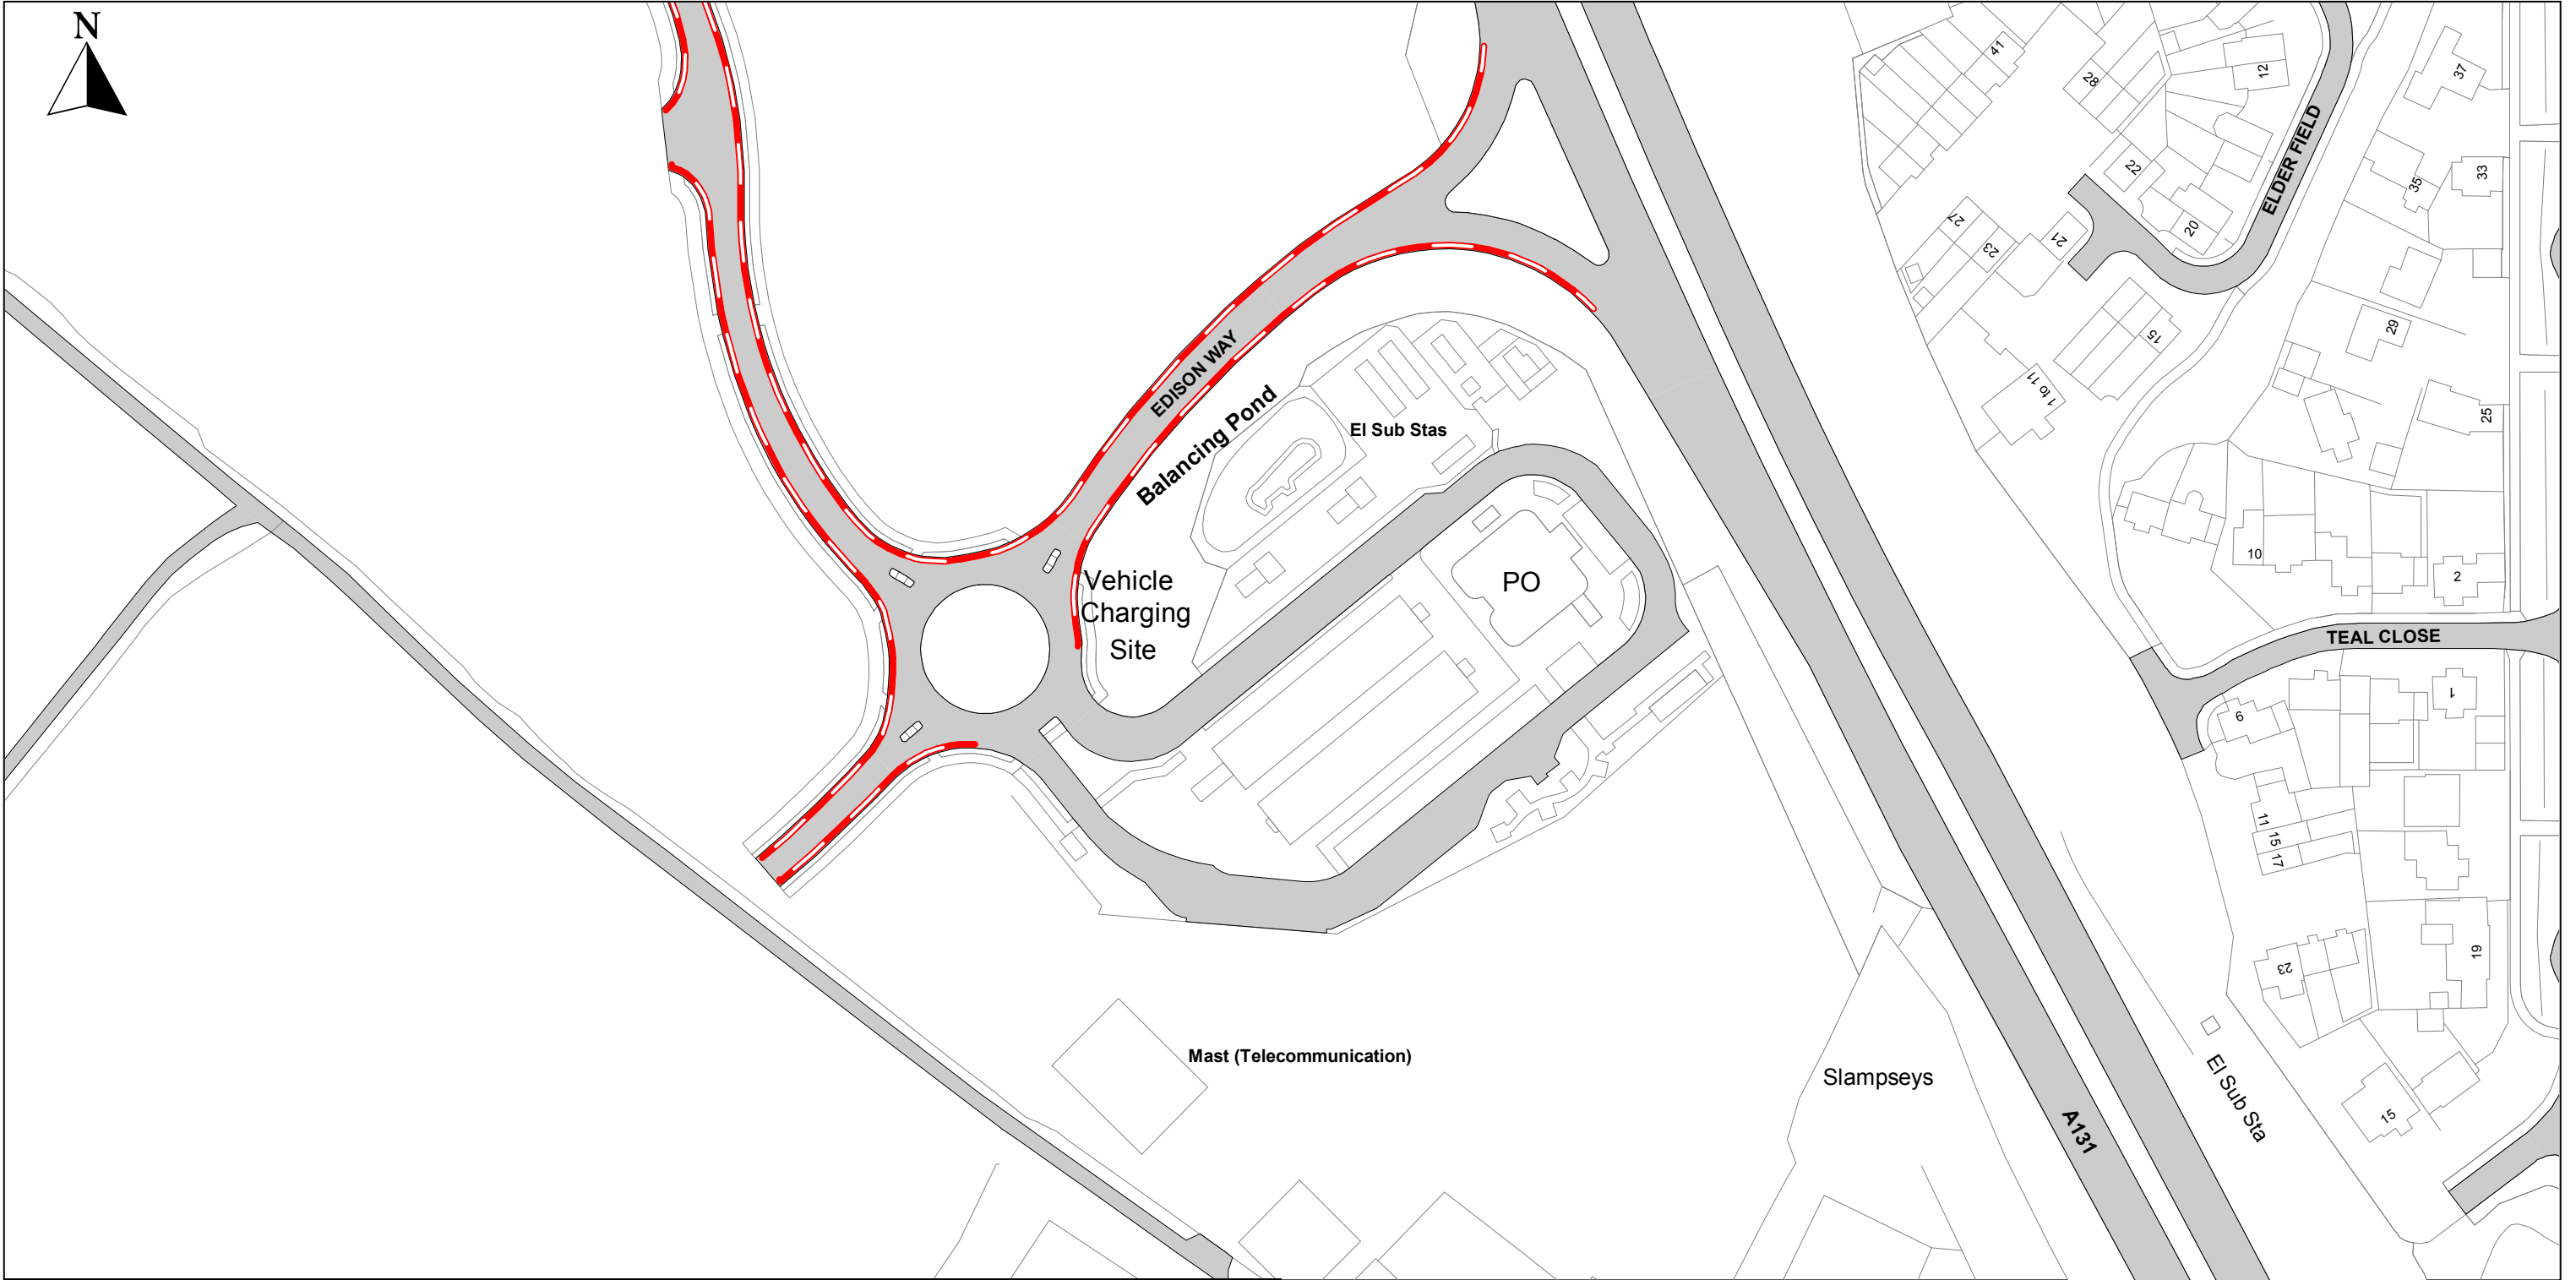 N
41
28
12
37
ELDER FIELD
22
35
33
27
23
21
20
EDISON WAY
15
29
1 to 11
25
Balancing Pond
El Sub Stas
10
2
Vehicle
Charging
Site
PO
TEAL CLOSE
1
9
11
15
17
19
23
Mast (Telecommunication)
Slampseys
A131
El Sub Sta
15